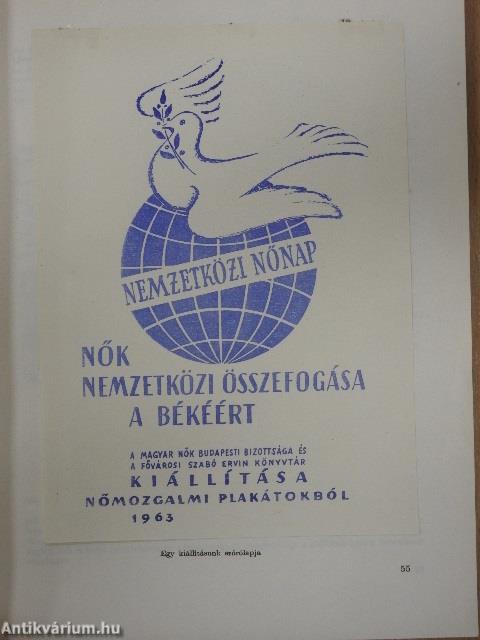 NEMZETKÖZI NŐNAP
NŐK
NEMZETKÖZI ÖSSZEFOGÁSA
A BÉKÉÉRT
A MAGYAR NŐK BUDAPESTI BIZOTTSÁGA ÉS
A FŐVÁROSI SZABÓ ERVIN KÖNYVTÁR
KIÁLLÍTÁSA
NŐMOZGALMI PLAKÁTOKBÓL
1963
Egy kiállításunk szórólapja
55
Antikvárium.hu